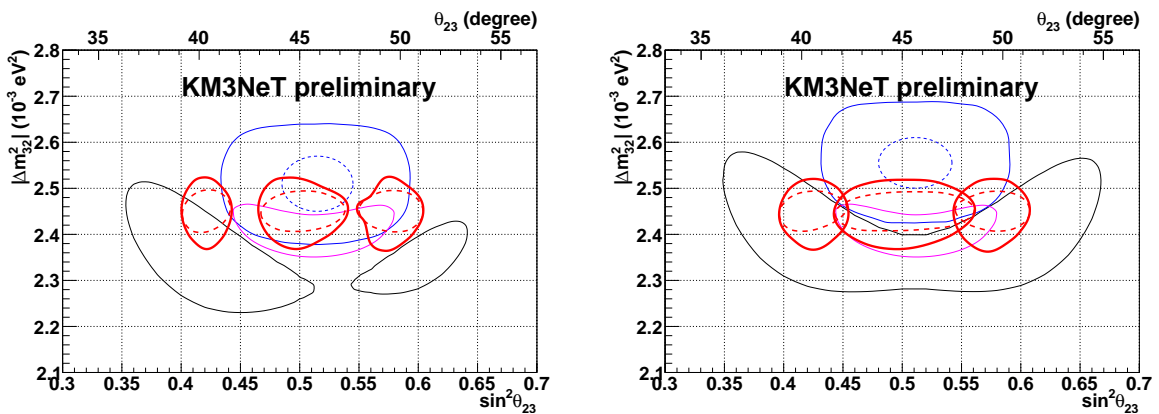 θ23 (degree)
35 40 45 50 55
KM3NeT preliminary
|Δm²32| (10⁻³ eV²)
2.8
2.7
2.6
2.5
2.4
2.3
2.2
2.1
0.3 0.35 0.4 0.45 0.5 0.55 0.6 0.65 0.7
sin²θ23
θ23 (degree)
35 40 45 50 55
KM3NeT preliminary
|Δm²32| (10⁻³ eV²)
2.8
2.7
2.6
2.5
2.4
2.3
2.2
2.1
0.3 0.35 0.4 0.45 0.5 0.55 0.6 0.65 0.7
sin²θ23